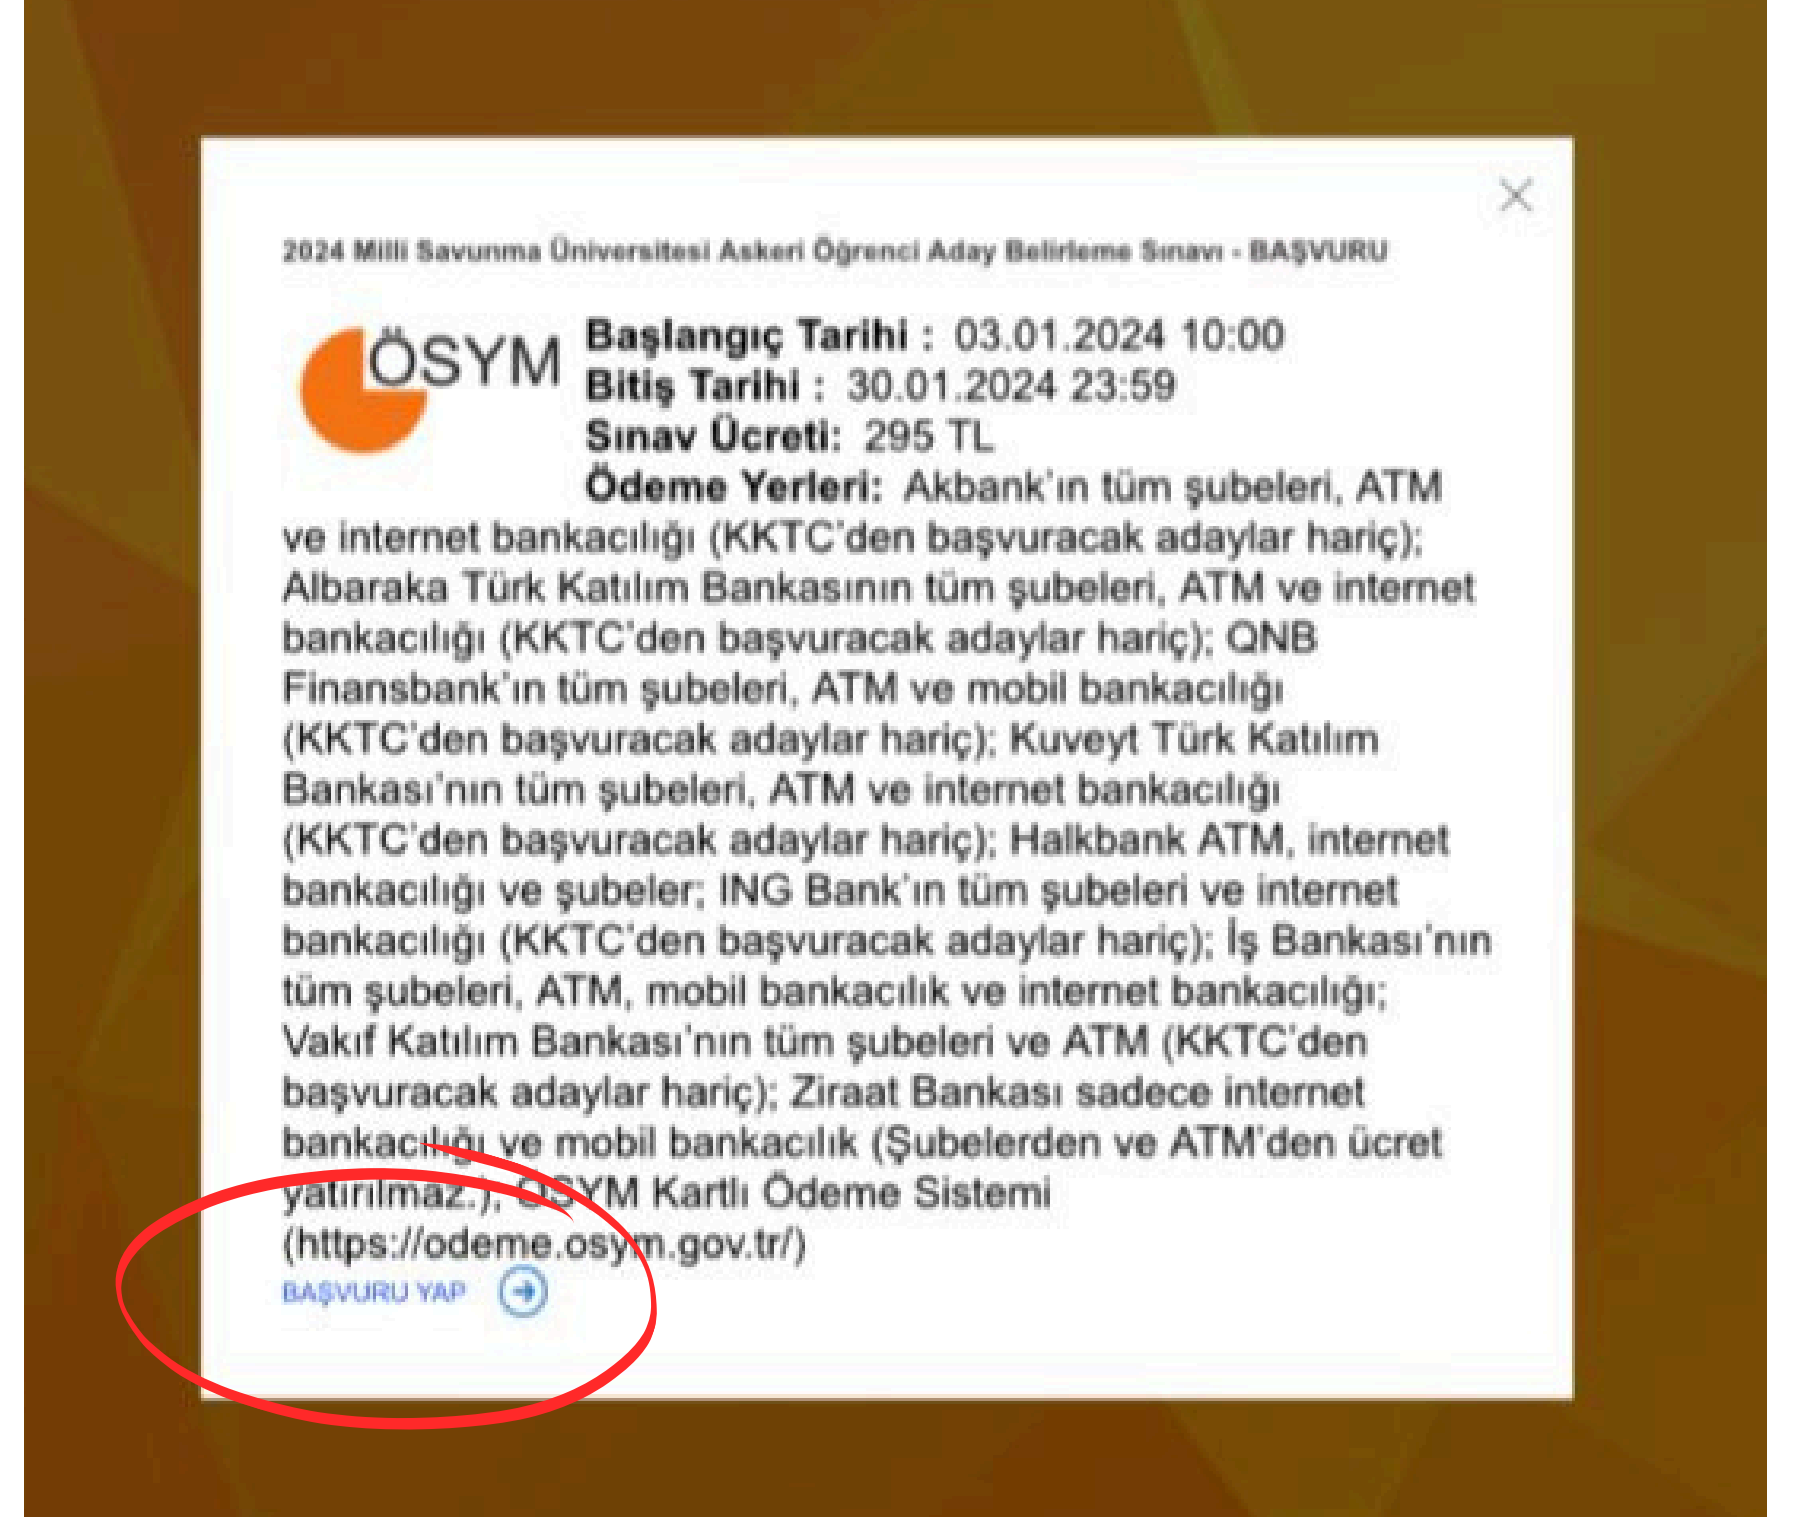 2024 Milli Savunma Üniversitesi Askeri Öğrenci Aday Belirleme Sınavı - BAŞVURU
ÖSYM
Başlangıç Tarihi : 03.01.2024 10:00
Bitiş Tarihi : 30.01.2024 23:59
Sınav Ücreti: 295 TL
Ödeme Yerleri: Akbank'ın tüm şubeleri, ATM
ve internet bankacılığı (KKTC'den başvuracak adaylar hariç);
Albaraka Türk Katılım Bankasının tüm şubeleri, ATM ve internet
bankacılığı (KKTC'den başvuracak adaylar hariç); QNB
Finansbank'ın tüm şubeleri, ATM ve mobil bankacılığı
(KKTC'den başvuracak adaylar hariç); Kuveyt Türk Katılım
Bankası'nın tüm şubeleri, ATM ve internet bankacılığı
(KKTC'den başvuracak adaylar hariç); Halkbank ATM, internet
bankacılığı ve şubeler; ING Bank'ın tüm şubeleri ve internet
bankacılığı (KKTC'den başvuracak adaylar hariç); İş Bankası'nın
tüm şubeleri, ATM, mobil bankacılık ve internet bankacılığı;
Vakıf Katılım Bankası'nın tüm şubeleri ve ATM (KKTC'den
başvuracak adaylar hariç); Ziraat Bankası sadece internet
bankacılığı ve mobil bankacılık (Şubelerden ve ATM'den ücret
yatırılmaz.), ÖSYM Kartlı Ödeme Sistemi
(https://odeme.osym.gov.tr/)
BAŞVURU YAP